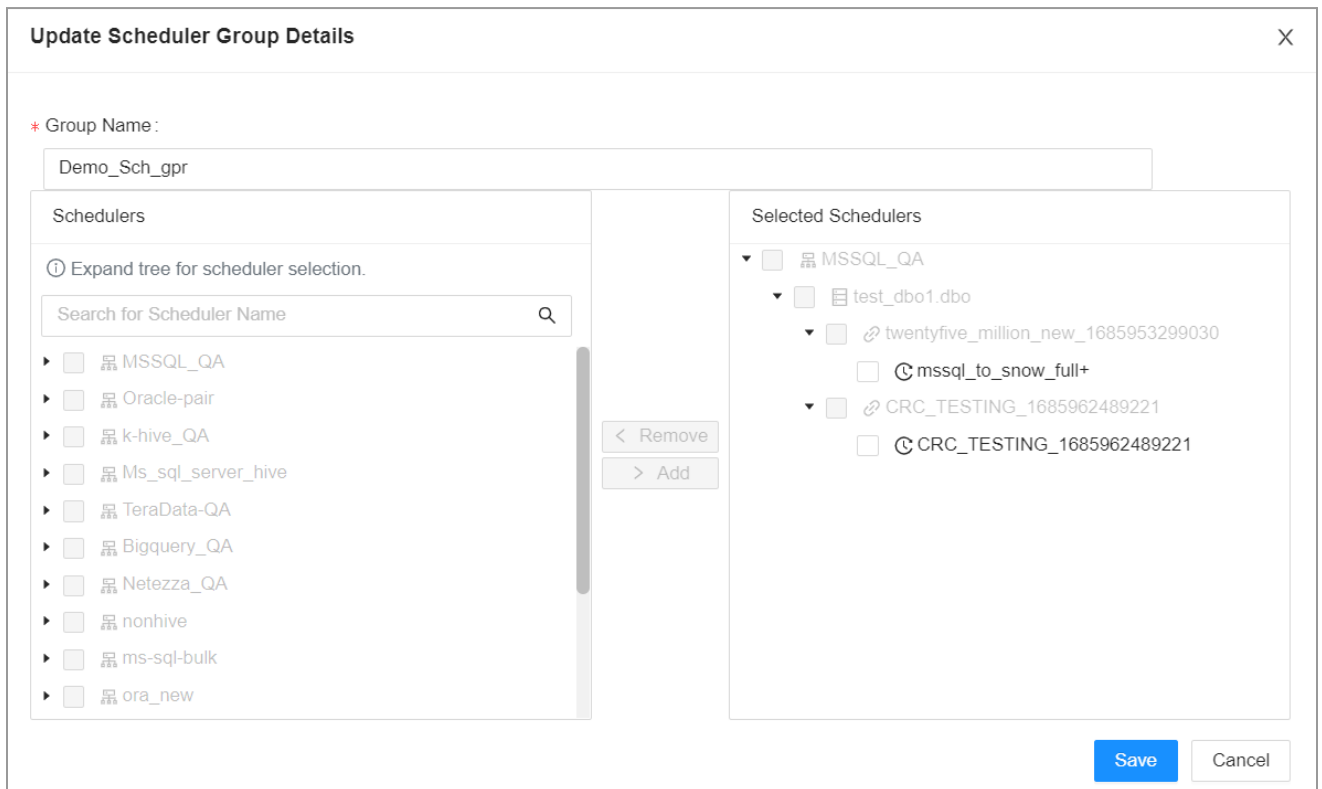 Update Scheduler Group Details
X
* Group Name:
Demo_Sch_gpr
Schedulers
Expand tree for scheduler selection.
Search for Scheduler Name
MSSQL_QA
Oracle-pair
k-hive_QA
Ms_sql_server_hive
TeraData-QA
Bigquery_QA
Netezza_QA
nonhive
ms-sql-bulk
ora_new
< Remove
> Add
Selected Schedulers
MSSQL_QA
test_dbo1.dbo
twentyfive_million_new_1685953299030
mssql_to_snow_full+
CRC_TESTING_1685962489221
CRC_TESTING_1685962489221
Save
Cancel